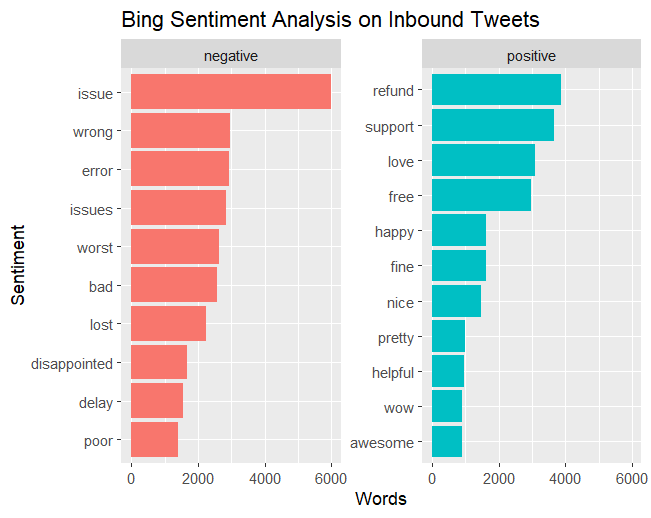 Bing Sentiment Analysis on Inbound Tweets
negative
positive
Sentiment
issue
wrong
error
issues
worst
bad
lost
disappointed
delay
poor
0 2000 4000 6000
refund
support
love
free
happy
fine
nice
pretty
helpful
wow
awesome
0 2000 4000 6000
Words